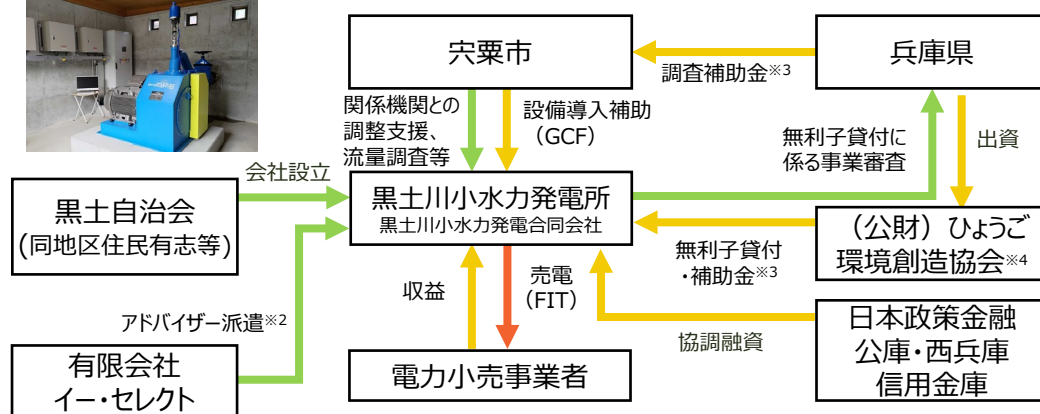 宍粟市
兵庫県
調査補助金※3
関係機関との
調整支援、
流量調査等
設備導入補助
（GCF）
無利子貸付に
係る事業審査
出資
会社設立
黒土自治会
(同地区住民有志等)
黒土川小水力発電所
黒土川小水力発電合同会社
（公財）ひょうご
環境創造協会※4
無利子貸付
・補助金※3
収益
売電
（FIT）
アドバイザー派遣※2
協調融資
有限会社
イー・セレクト
電力小売事業者
日本政策金融
公庫・西兵庫
信用金庫